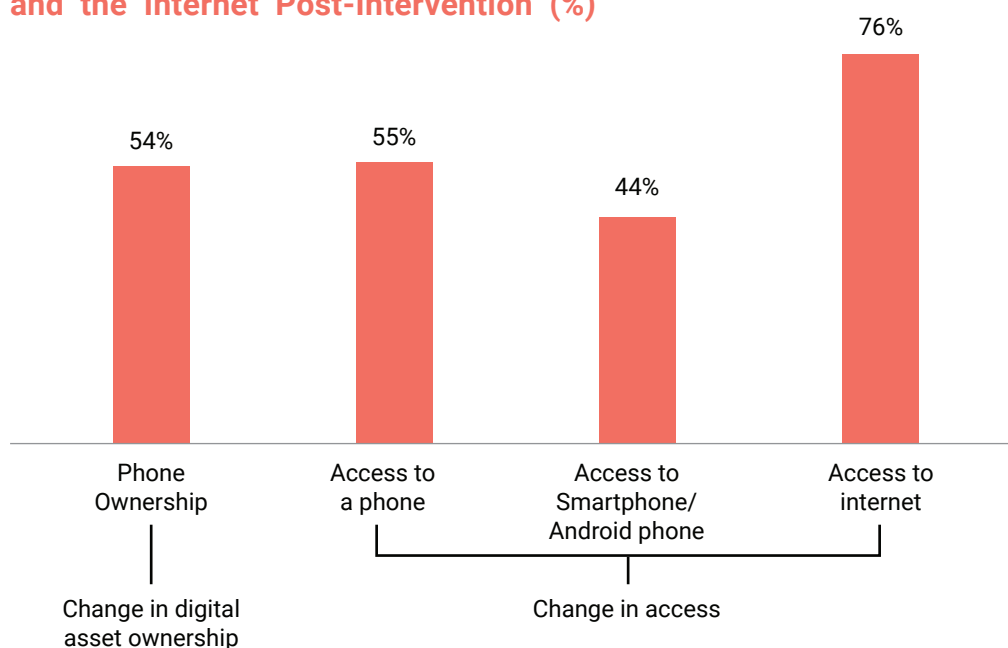 and the Internet Post-Intervention (%)
76%
54%
55%
44%
Phone
Ownership
Access to
a phone
Access to
Smartphone/
Android phone
Access to
internet
Change in digital
asset ownership
Change in access